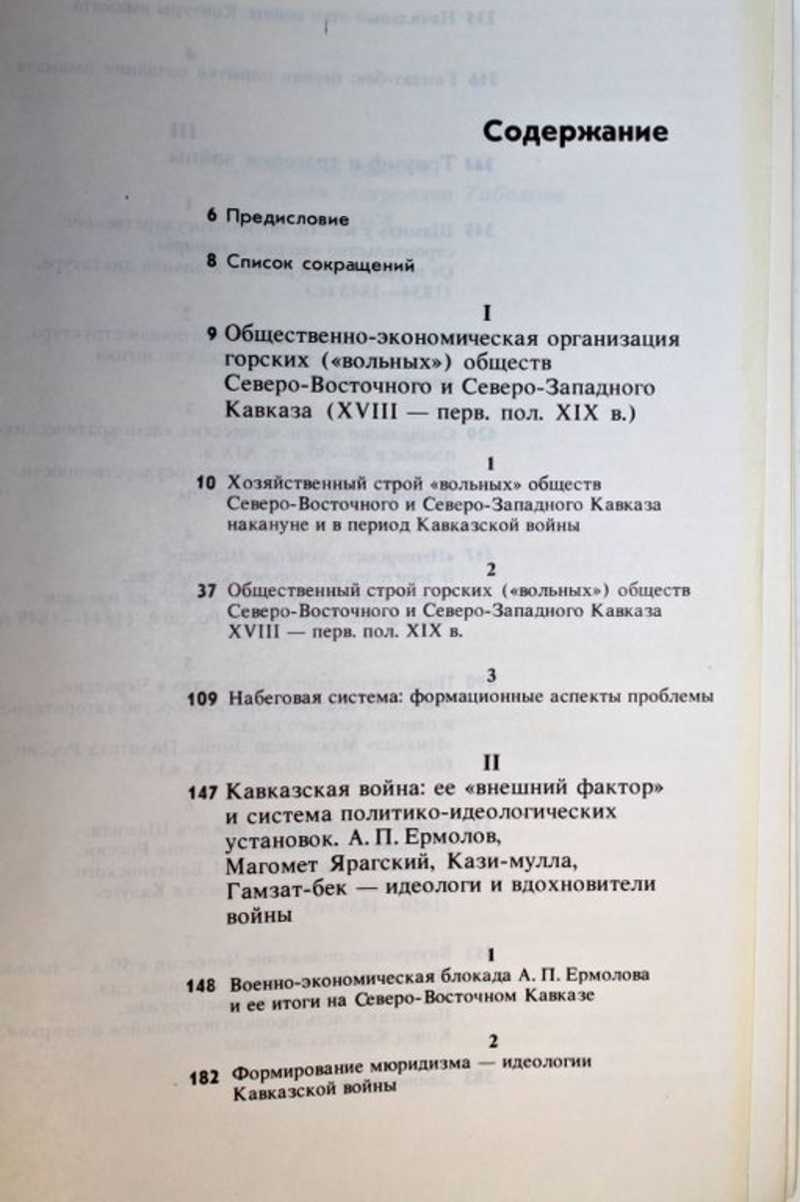 Содержание
6 Предисловие
8 Список сокращений
I
9 Общественно-экономическая организация
горских («вольных») обществ
Северо-Восточного и Северо-Западного
Кавказа (XVIII — перв. пол. XIX в.)
1
10 Хозяйственный строй «вольных» обществ
Северо-Восточного и Северо-Западного Кавказа
накануне и в период Кавказской войны
2
37 Общественный строй горских («вольных») обществ
Северо-Восточного и Северо-Западного Кавказа
XVIII — перв. пол. XIX в.
3
109 Набеговая система: формационные аспекты проблемы
II
147 Кавказская война: ее «внешний фактор»
и система политико-идеологических
установок. А. П. Ермолов,
Магомет Ярагский, Кази-мулла,
Гамзат-бек — идеологи и вдохновители
войны
1
148 Военно-экономическая блокада А. П. Ермолова
и ее итоги на Северо-Восточном Кавказе
2
182 Формирование мюридизма — идеологии
Кавказской войны